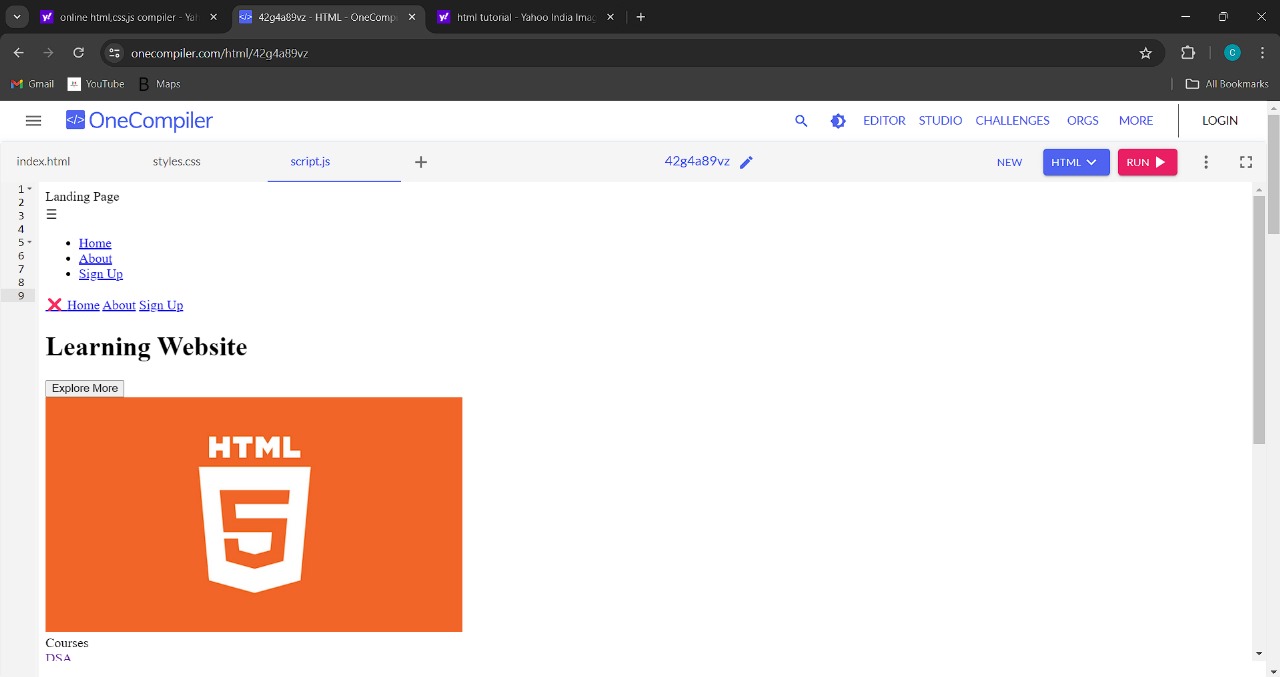 online html,css,js compiler - Yah
42g4a89vz - HTML - OneCompi
html tutorial - Yahoo India Imag
onecompiler.com/html/42g4a89vz
C
Gmail
YouTube
B Maps
All Bookmarks
</> OneCompiler
EDITOR STUDIO CHALLENGES ORGS MORE LOGIN
index.html styles.css script.js + 42g4a89vz NEW HTML RUN
1
2
3
4
5
6
7
8
9
Landing Page
☰
• Home
• About
• Sign Up
❌ Home About Sign Up
Learning Website
Explore More
HTML
5
Courses
DSA